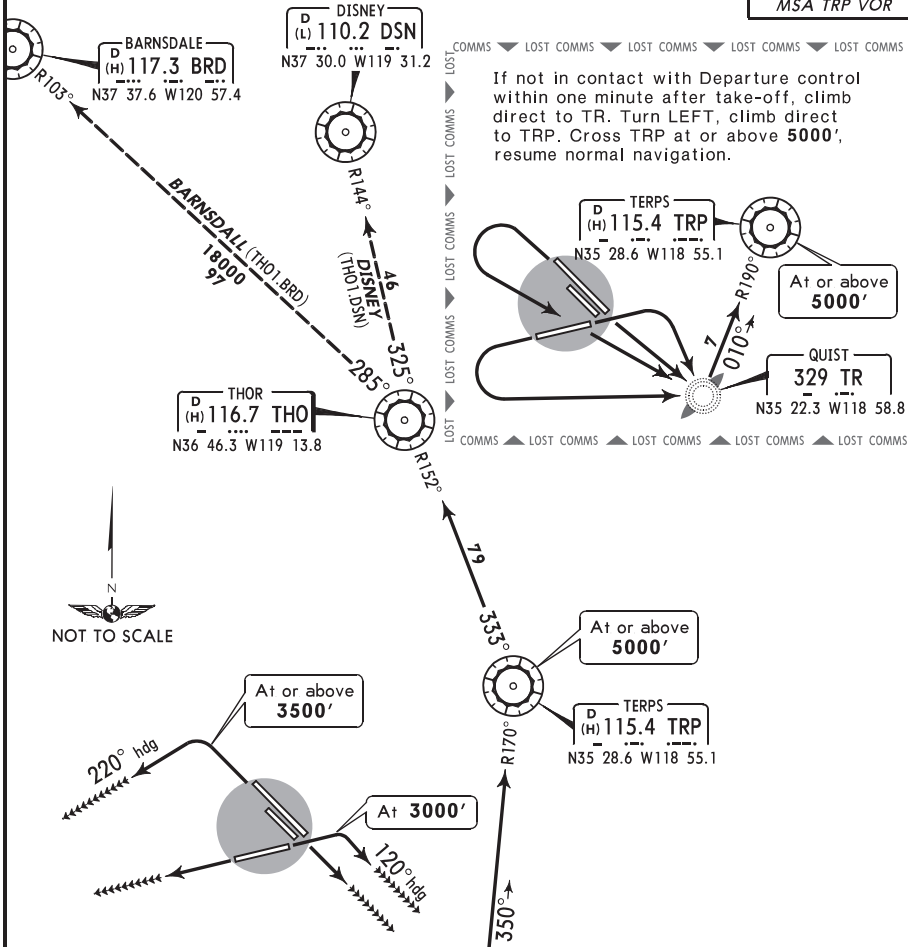 MSA TRP VOR
BARNSDALE
D
(H) 117.3 BRD
N37 37.6 W120 57.4
R103°
DISNEY
D
(L) 110.2 DSN
N37 30.0 W119 31.2
R144°
LOST COMMS LOST COMMS LOST COMMS LOST COMMS LOST COMMS
LOST COMMS LOST COMMS LOST COMMS LOST COMMS
If not in contact with Departure control
within one minute after take-off, climb
direct to TR. Turn LEFT, climb direct
to TRP. Cross TRP at or above 5000',
resume normal navigation.
TERPS
D
(H) 115.4 TRP
N35 28.6 W118 55.1
At or above
5000'
R190°
7
010°
QUIST
329 TR
N35 22.3 W118 58.8
LOST COMMS LOST COMMS LOST COMMS LOST COMMS LOST COMMS
BARNSDALL (THO1.BRD)
18000
97
285°
46
DISNEY
(THO1.DSN)
325°
THOR
D
(H) 116.7 THO
N36 46.3 W119 13.8
R152°
79
333°
N
NOT TO SCALE
At or above
5000'
TERPS
D
(H) 115.4 TRP
N35 28.6 W118 55.1
R170°
350°
At or above
3500'
220° hdg
At 3000'
120° hdg